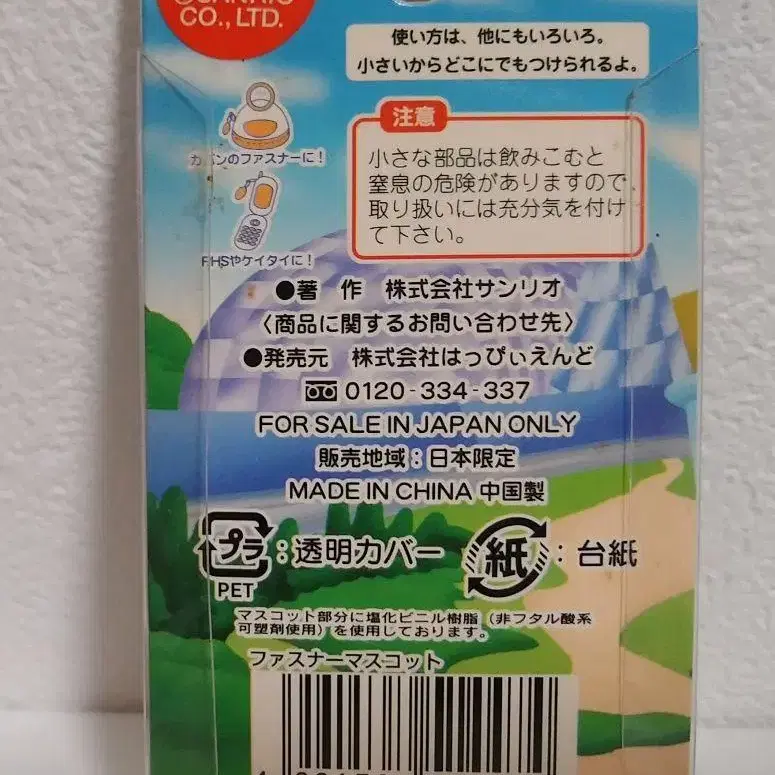 ©SANRIO
CO., LTD.
使い方は、他にもいろいろ。
小さいからどこにでもつけられるよ。
カバンのファスナーに！
PHSやケイタイに！
注意
小さな部品は飲みこむと
窒息の危険がありますので、
取り扱いには充分気を付け
て下さい。
●著 作 株式会社サンリオ
〈商品に関するお問い合わせ先〉
●発売元 株式会社はっぴぃえんど
0120-334-337
FOR SALE IN JAPAN ONLY
販売地域：日本限定
MADE IN CHINA 中国製
プラ：透明カバー 紙：台紙
PET
マスコット部分に塩化ビニル樹脂（非フタル酸系
可塑剤使用）を使用しております。
ファスナーマスコット